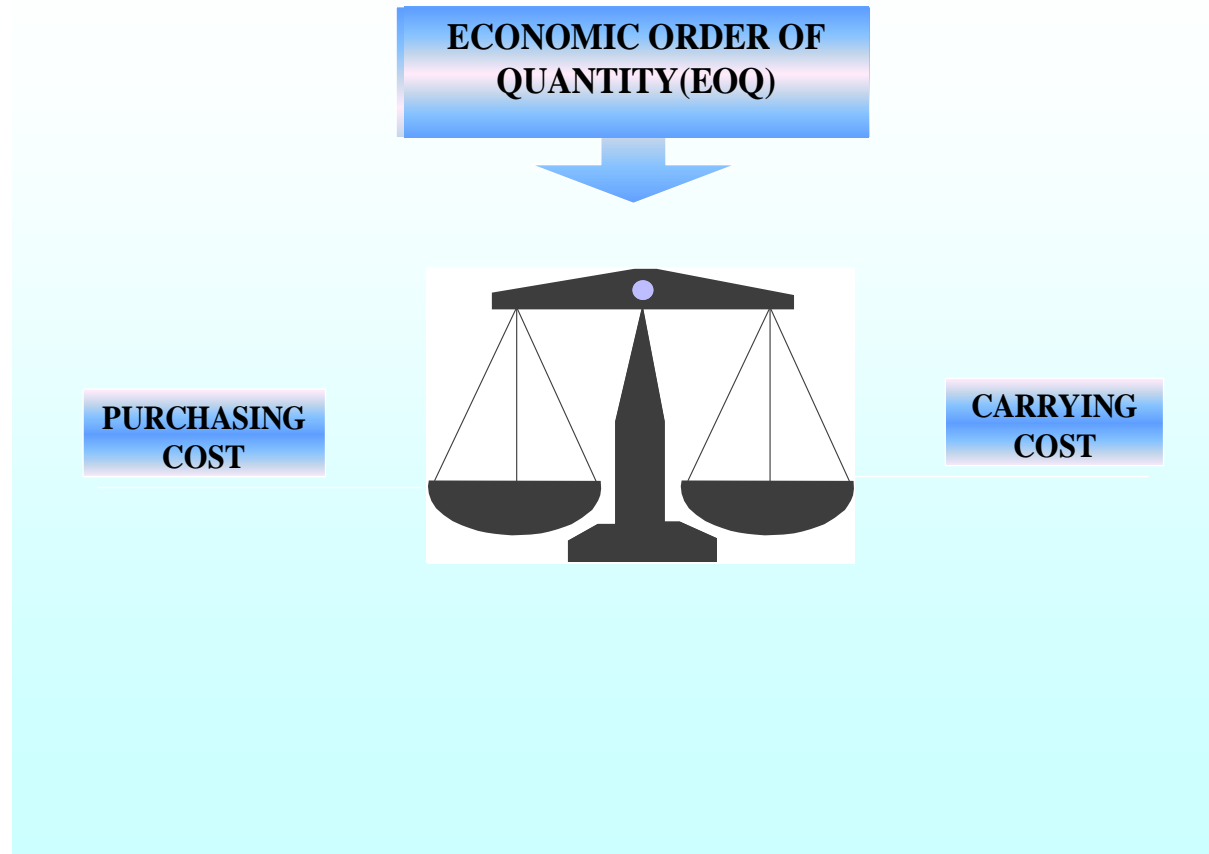 ECONOMIC ORDER OF
QUANTITY(EOQ)
PURCHASING
COST
CARRYING
COST